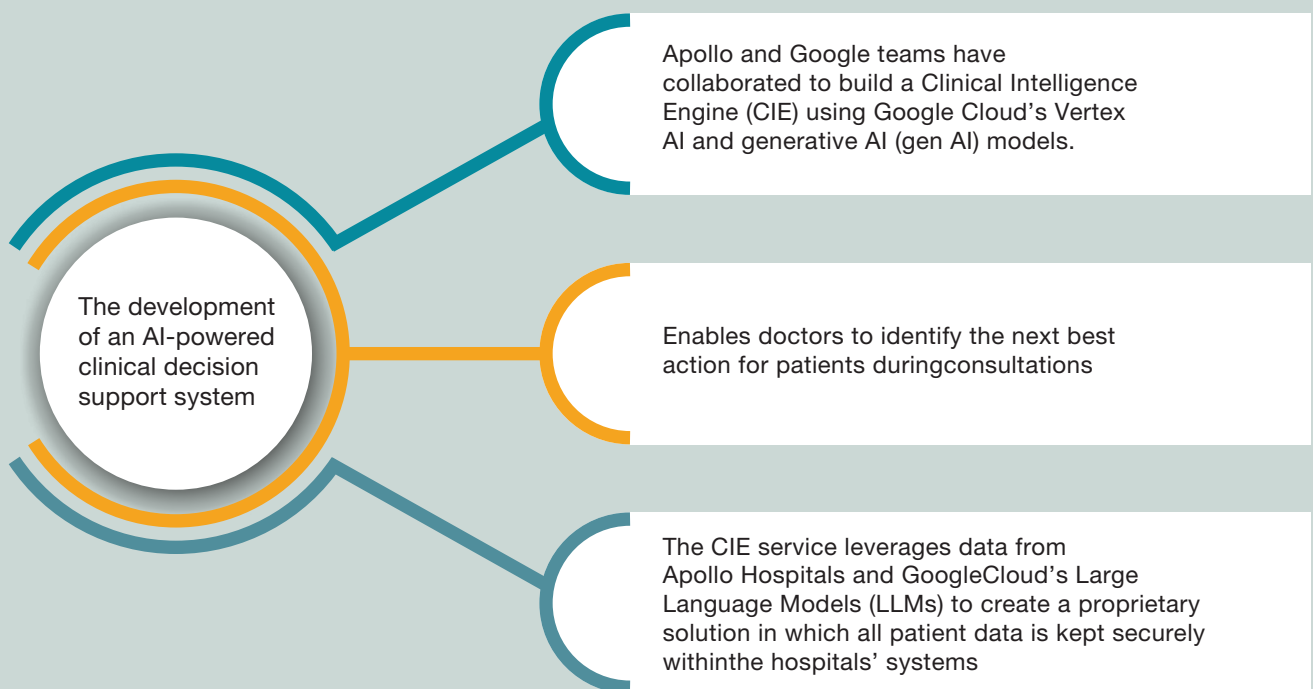 The development
of an AI-powered
clinical decision
support system
Apollo and Google teams have
collaborated to build a Clinical Intelligence
Engine (CIE) using Google Cloud’s Vertex
AI and generative AI (gen AI) models.
Enables doctors to identify the next best
action for patients duringconsultations
The CIE service leverages data from
Apollo Hospitals and GoogleCloud’s Large
Language Models (LLMs) to create a proprietary
solution in which all patient data is kept securely
withinthe hospitals’ systems